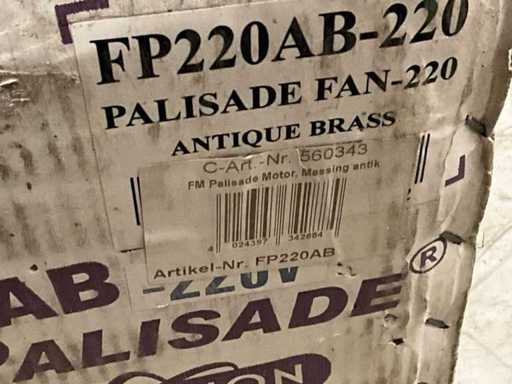 FP220AB-220
PALISADE FAN-220
ANTIQUE BRASS
C-Art.-Nr. 560343
FM Palisade Motor, Messing antik
4 024397 342684
Artikel-Nr. FP220AB
AB -220V
PALISADE®